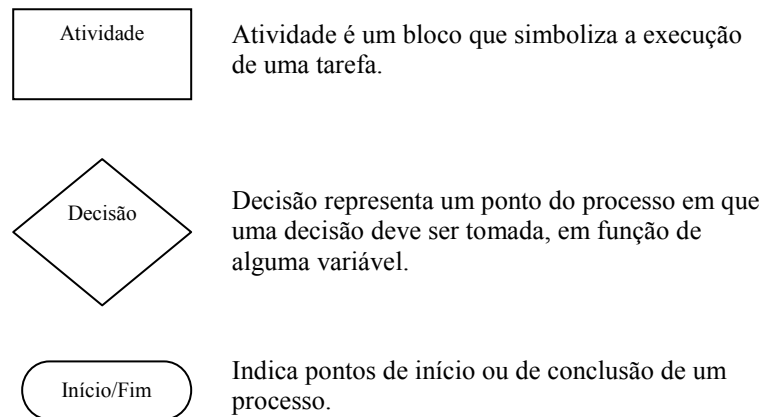 Atividade
Atividade é um bloco que simboliza a execução
de uma tarefa.
Decisão
Decisão representa um ponto do processo em que
uma decisão deve ser tomada, em função de
alguma variável.
Início/Fim
Indica pontos de início ou de conclusão de um
processo.